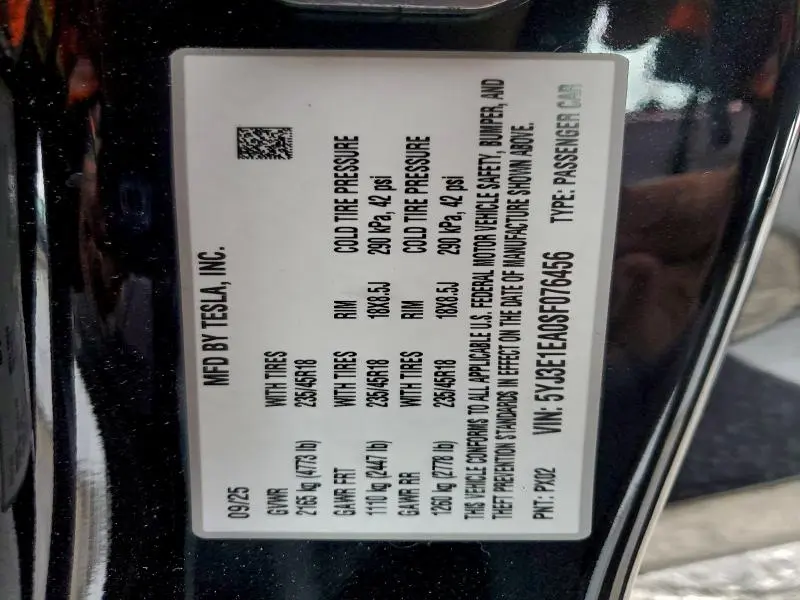 MFD BY TESLA, INC.
09/25
GVWR WITH TIRES
2165 kg (4773 lb) 235/45R18
GAWR FRT WITH TIRES RIM COLD TIRE PRESSURE
1110 kg (2447 lb) 235/45R18 18X8.5J 290 kPa, 42 psi
GAWR RR WITH TIRES RIM COLD TIRE PRESSURE
1260 kg (2778 lb) 235/45R18 18X8.5J 290 kPa, 42 psi
THIS VEHICLE CONFORMS TO ALL APPLICABLE U.S. FEDERAL MOTOR VEHICLE SAFETY, BUMPER, AND
THEFT PREVENTION STANDARDS IN EFFECT ON THE DATE OF MANUFACTURE SHOWN ABOVE.
PNT: PX02 VIN: 5YJ3E1EA0SF076456 TYPE: PASSENGER CAR